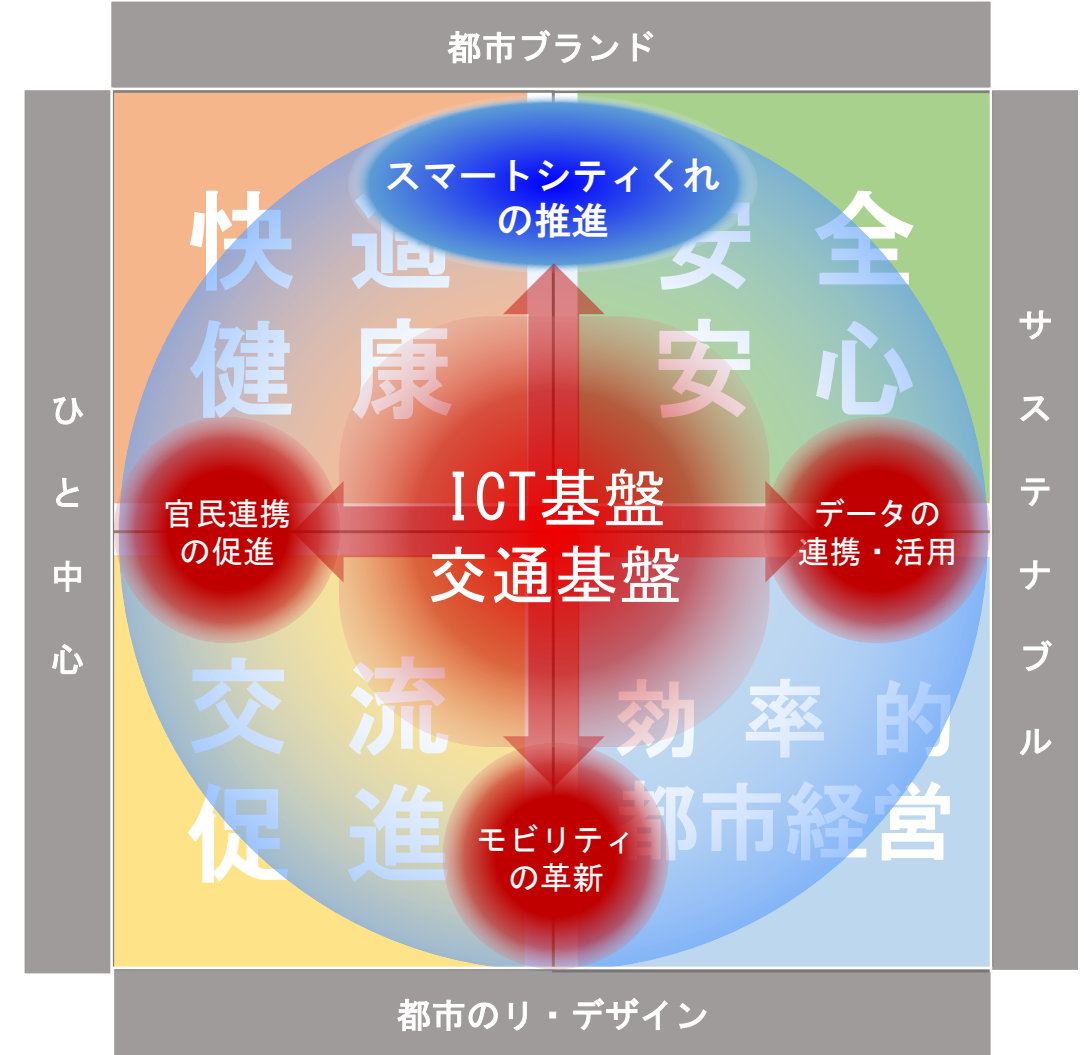 都市ブランド
スマートシティくれ
の推進
快適
安全
健康
安心
ひと中心
サステナブル
ICT基盤
交通基盤
官民連携
の促進
データの
連携・活用
交流
効率的
促進
都市経営
モビリティ
の革新
都市のリ・デザイン